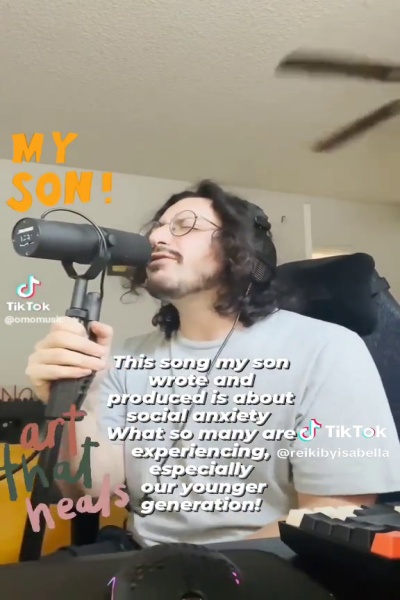 MY
SON!
TikTok
@omomusic
This song my son
wrote and
produced is about
social anxiety
What so many are
experiencing,
especially
our younger
generation!
TikTok
@reikibyisabella
art
that
heals